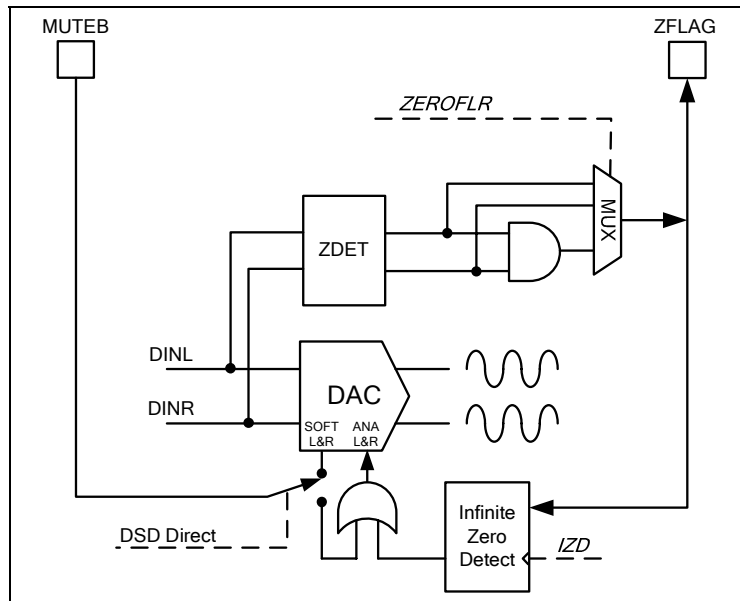 MUTEB
ZFLAG
ZEROFLR
ZDET
MUX
DINL
DINR
DAC
SOFT
L&R
ANA
L&R
DSD Direct
Infinite
Zero
Detect
IZD